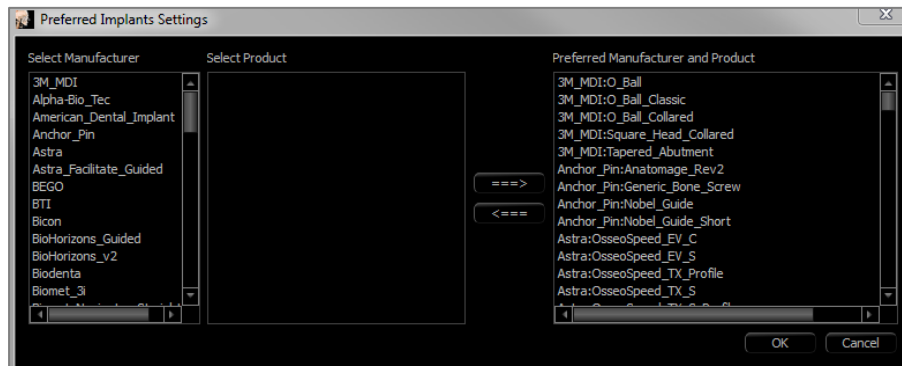 Preferred Implants Settings
Select Manufacturer
3M_MDI
Alpha-Bio_Tec
American_Dental_Implant
Anchor_Pin
Astra
Astra_Facilitate_Guided
BEGO
BTI
Bicon
BioHorizons_Guided
BioHorizons_v2
Biodenta
Biomet_3i
Select Product
===>
<===
Preferred Manufacturer and Product
3M_MDI:O_Ball
3M_MDI:O_Ball_Classic
3M_MDI:O_Ball_Collared
3M_MDI:Square_Head_Collared
3M_MDI:Tapered_Abutment
Anchor_Pin:Anatomage_Rev2
Anchor_Pin:Generic_Bone_Screw
Anchor_Pin:Nobel_Guide
Anchor_Pin:Nobel_Guide_Short
Astra:OsseoSpeed_EV_C
Astra:OsseoSpeed_EV_S
Astra:OsseoSpeed_TX_Profile
Astra:OsseoSpeed_TX_S
OK
Cancel